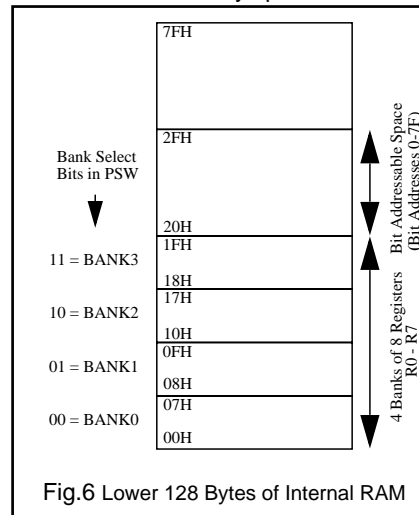 7FH
2FH
Bank Select
Bits in PSW
20H
1FH
11 = BANK3
18H
17H
10 = BANK2
10H
0FH
01 = BANK1
08H
07H
00 = BANK0
00H
Bit Addressable Space
(Bit Addresses 0-7F)
4 Banks of 8 Registers
R0 - R7
Fig.6 Lower 128 Bytes of Internal RAM